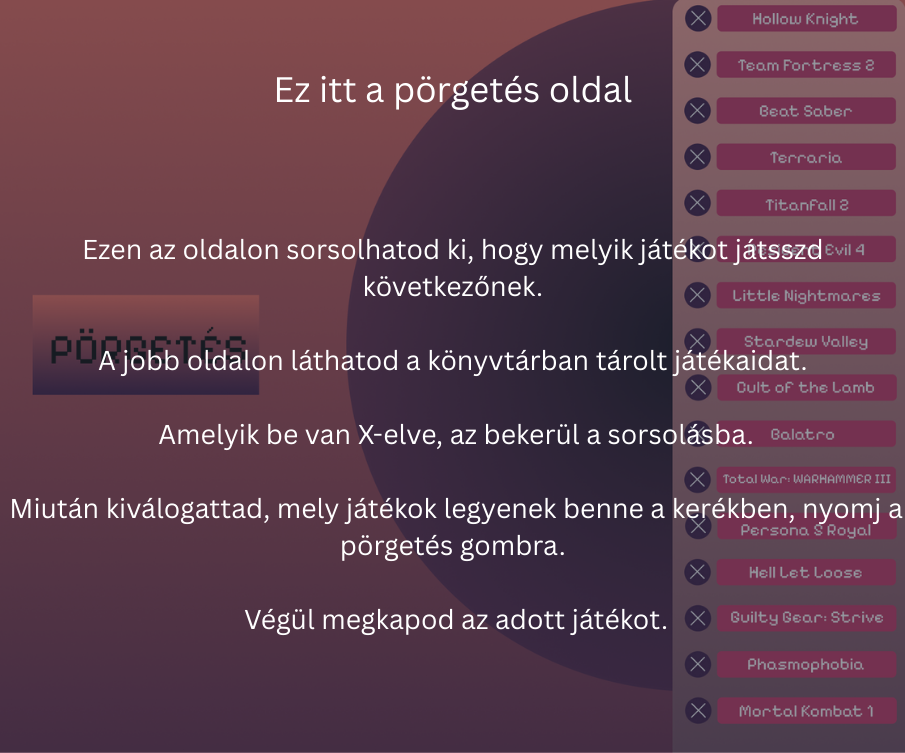 Ez itt a pörgetés oldal
Ezen az oldalon sorsolhatod ki, hogy melyik játékot játsszd
következőnek.
A jobb oldalon láthatod a könyvtárban tárolt játékaidat.
Amelyik be van X-elve, az bekerül a sorsolásba.
Miután kiválogattad, mely játékok legyenek benne a kerékben, nyomj a
pörgetés gombra.
Végül megkapod az adott játékot.
PÖRGETÉS
Hollow Knight
Team Fortress 2
Beat Saber
Terraria
Titanfall 2
Evil 4
Little Nightmares
Stardew Valley
Cult of the Lamb
Balatro
Total War: WARHAMMER III
Persona 5 Royal
Hell Let Loose
Guilty Gear: Strive
Phasmophobia
Mortal Kombat 1